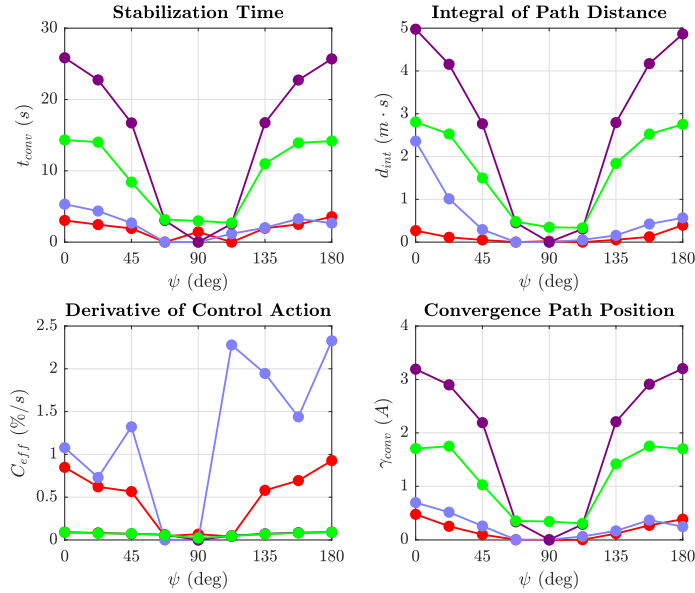 Stabilization Time
30
20
10
0
t_conv (s)
0 45 90 135 180
ψ (deg)
Integral of Path Distance
5
4
3
2
1
0
d_int (m · s)
0 45 90 135 180
ψ (deg)
Derivative of Control Action
2.5
2
1.5
1
0.5
0
C_eff (%/s)
0 45 90 135 180
ψ (deg)
Convergence Path Position
4
3
2
1
0
γ_conv (A)
0 45 90 135 180
ψ (deg)